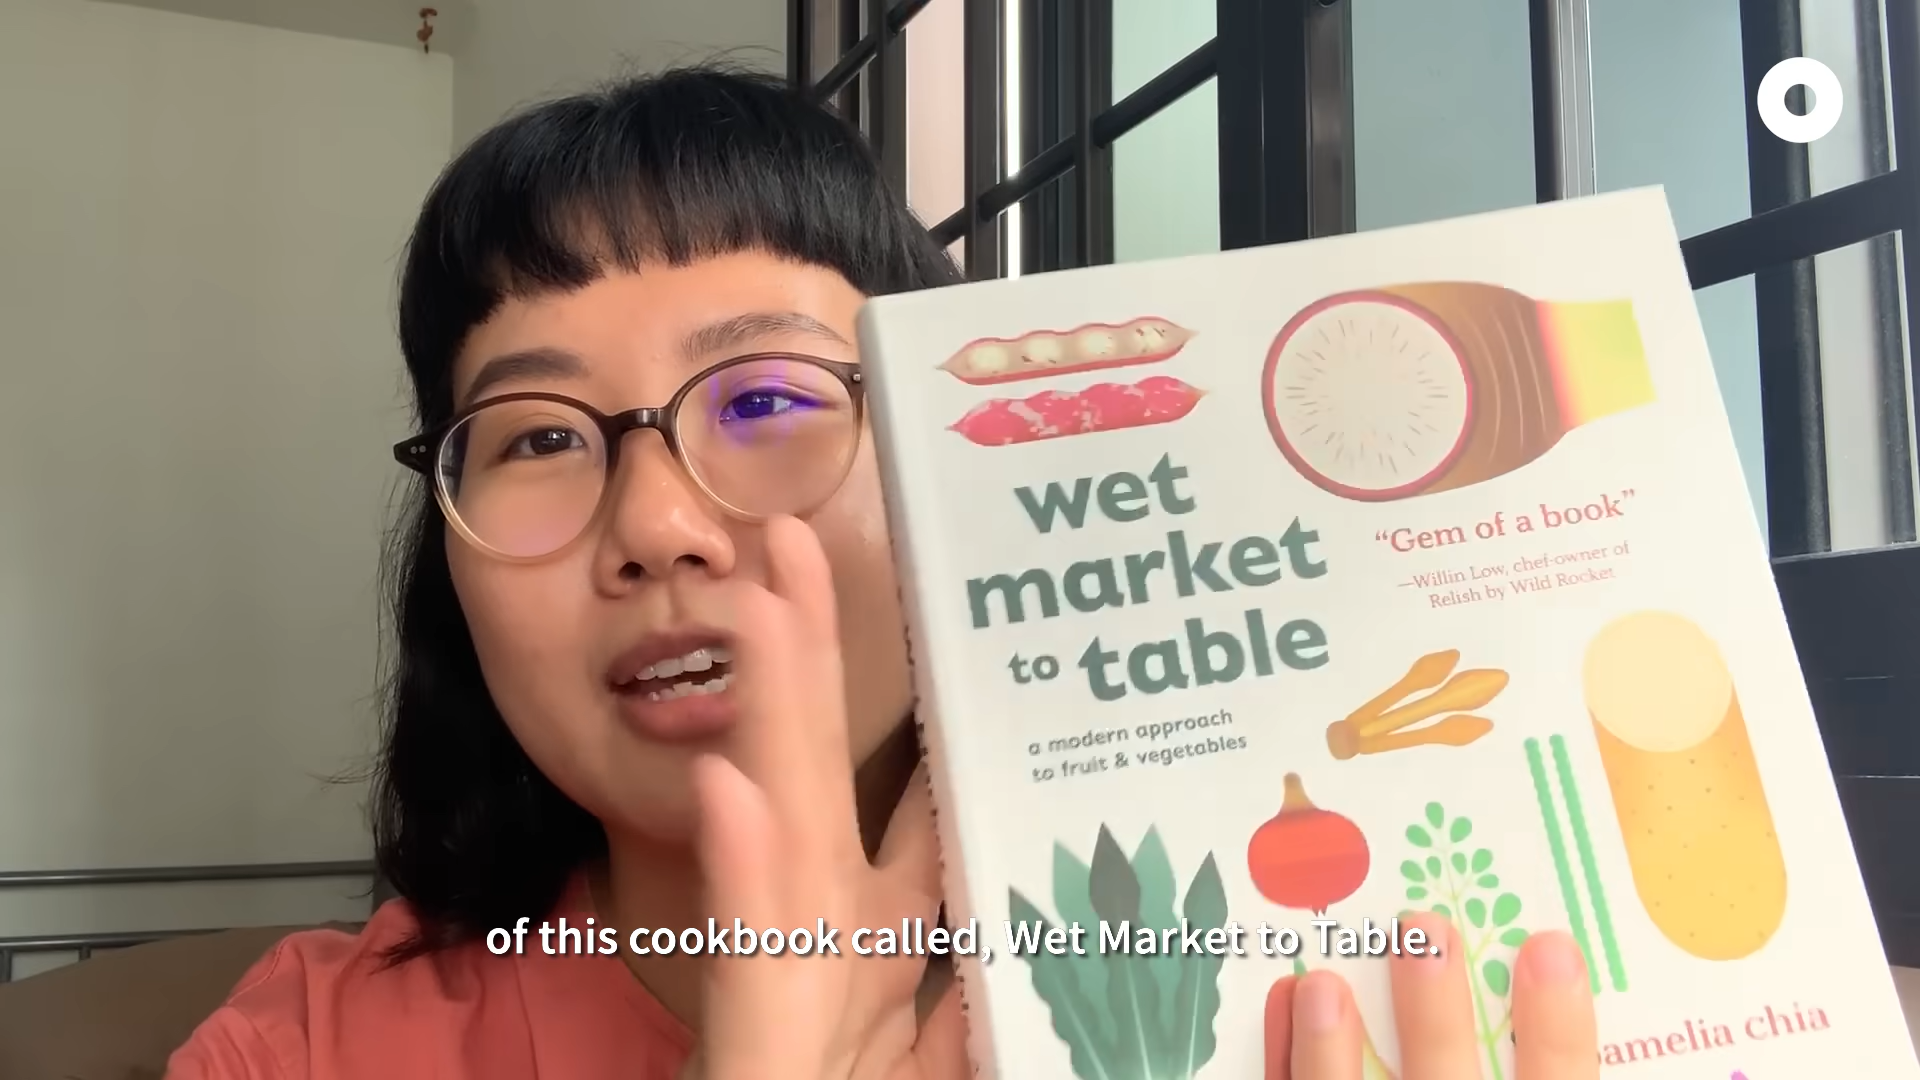 wet
market
to table
a modern approach
to fruit & vegetables
“Gem of a book”
—Willin Low, chef-owner of
Relish by Wild Rocket
of this cookbook called, Wet Market to Table.
chia